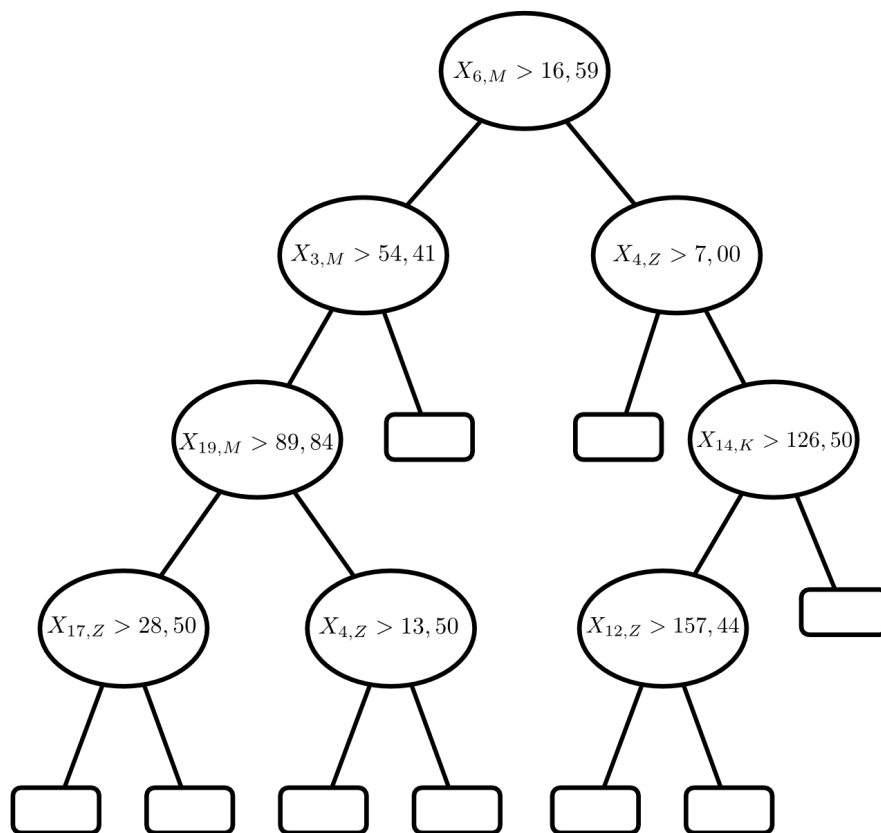 X_{6,M} > 16,59
X_{3,M} > 54,41
X_{4,Z} > 7,00
X_{19,M} > 89,84
X_{14,K} > 126,50
X_{17,Z} > 28,50
X_{4,Z} > 13,50
X_{12,Z} > 157,44